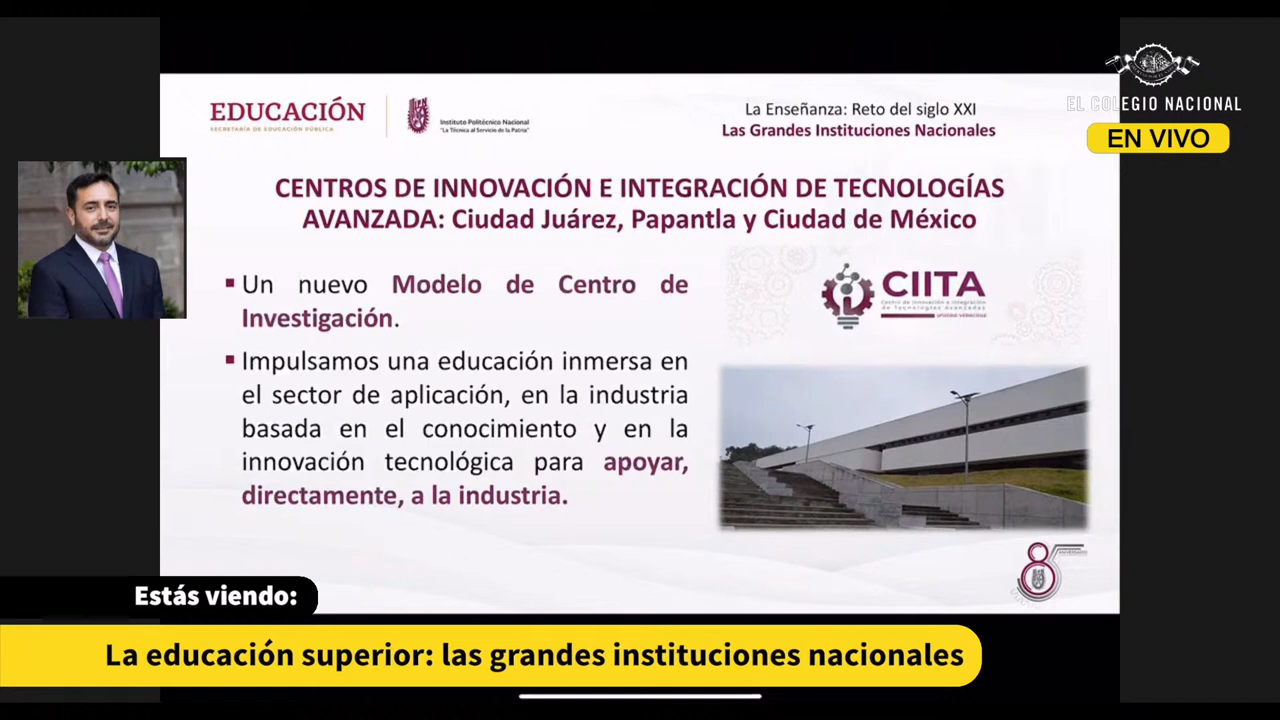 EDUCACIÓN
SECRETARÍA DE EDUCACIÓN PÚBLICA
Instituto Politécnico Nacional
"La Técnica al Servicio de la Patria"
La Enseñanza: Reto del siglo XXI
Las Grandes Instituciones Nacionales
EL COLEGIO NACIONAL
EN VIVO
CENTROS DE INNOVACIÓN E INTEGRACIÓN DE TECNOLOGÍAS
AVANZADA: Ciudad Juárez, Papantla y Ciudad de México
▪ Un nuevo Modelo de Centro de
Investigación.
▪ Impulsamos una educación inmersa en
el sector de aplicación, en la industria
basada en el conocimiento y en la
innovación tecnológica para apoyar,
directamente, a la industria.
CIITA
Centro de Innovación e Integración
de Tecnologías Avanzadas
UNIDAD VERACRUZ
85
ANIVERSARIO
Estás viendo:
La educación superior: las grandes instituciones nacionales